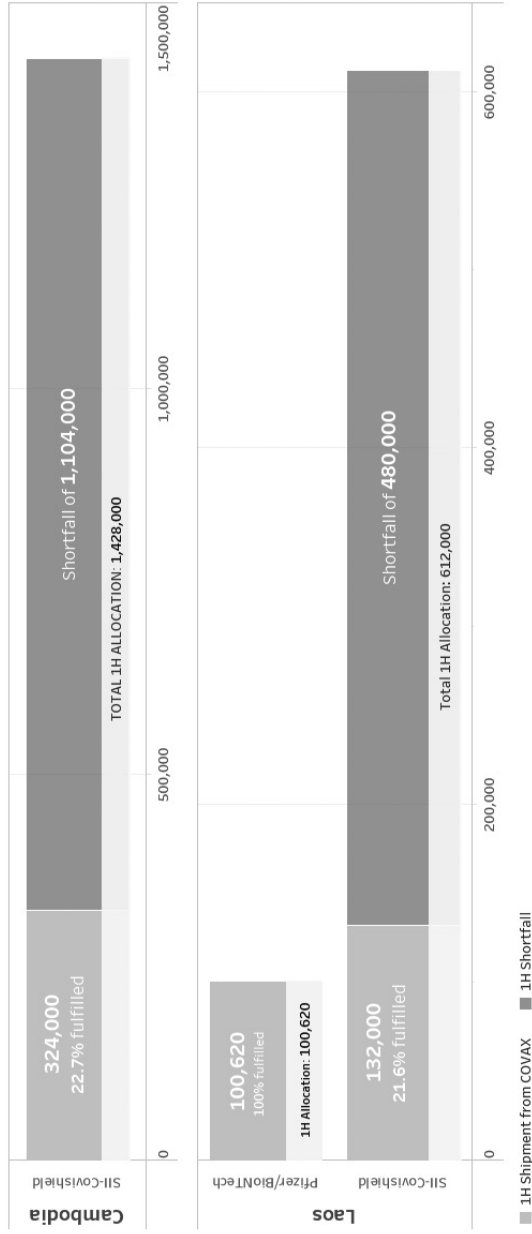 Cambodia
SII-Covishield
324,000
22.7% fulfilled
Shortfall of 1,104,000
TOTAL 1H ALLOCATION: 1,428,000
0
500,000
1,000,000
1,500,000
Laos
Pfizer/BioNTech
100,620
100% fulfilled
1H Allocation: 100,620
SII-Covishield
132,000
21.6% fulfilled
Shortfall of 480,000
Total 1H Allocation: 612,000
0
200,000
400,000
600,000
1H Shipment from COVAX
1H Shortfall